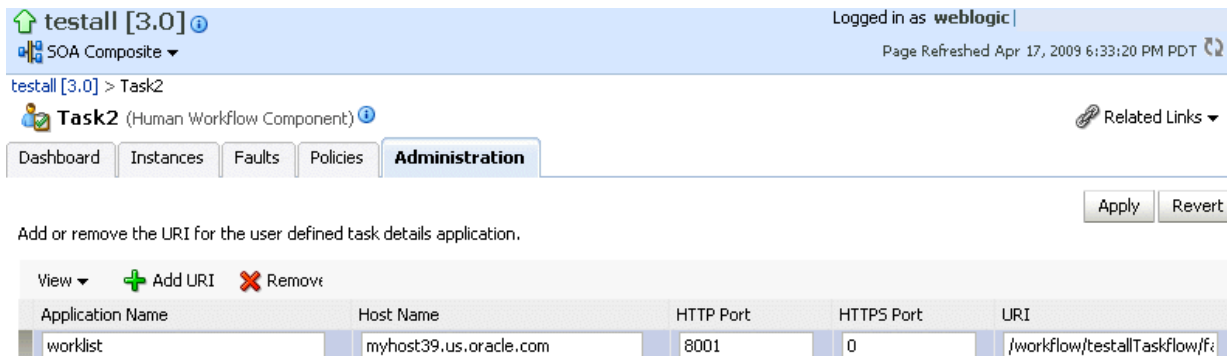 testall [3.0]
Logged in as weblogic
SOA Composite
Page Refreshed Apr 17, 2009 6:33:20 PM PDT
testall [3.0] > Task2
Task2 (Human Workflow Component)
Related Links
Dashboard Instances Faults Policies Administration
Apply Revert
Add or remove the URI for the user defined task details application.
View Add URI Remove
Application Name Host Name HTTP Port HTTPS Port URI
worklist myhost39.us.oracle.com 8001 0 /workflow/testallTaskflow/fa